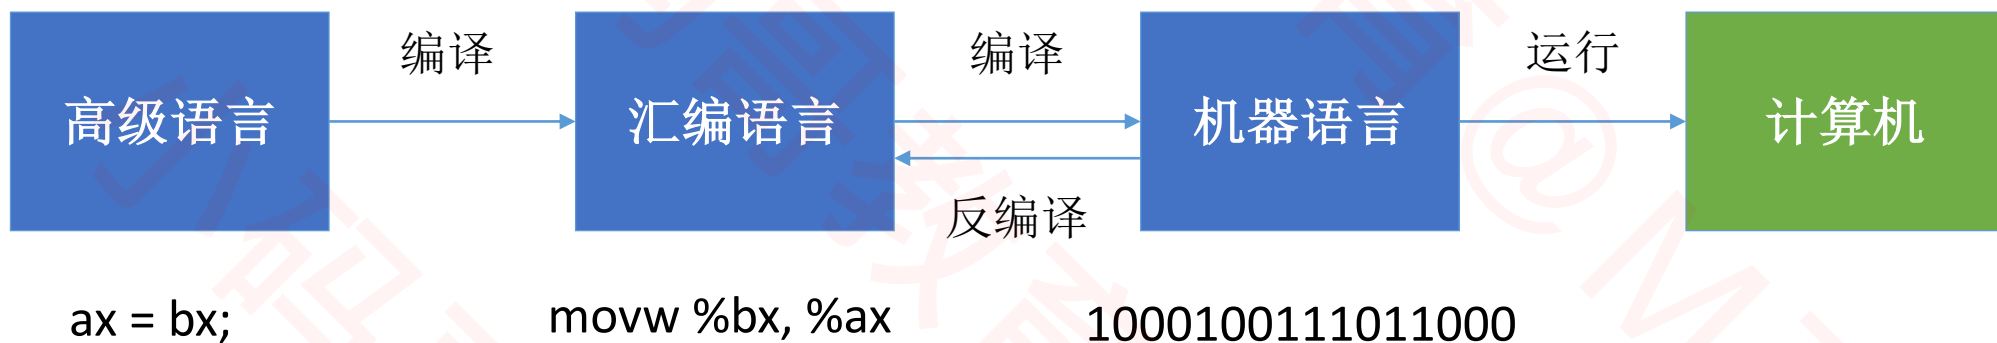 编译
编译
运行
高级语言
汇编语言
机器语言
计算机
反编译
ax = bx;
movw %bx, %ax
1000100111011000